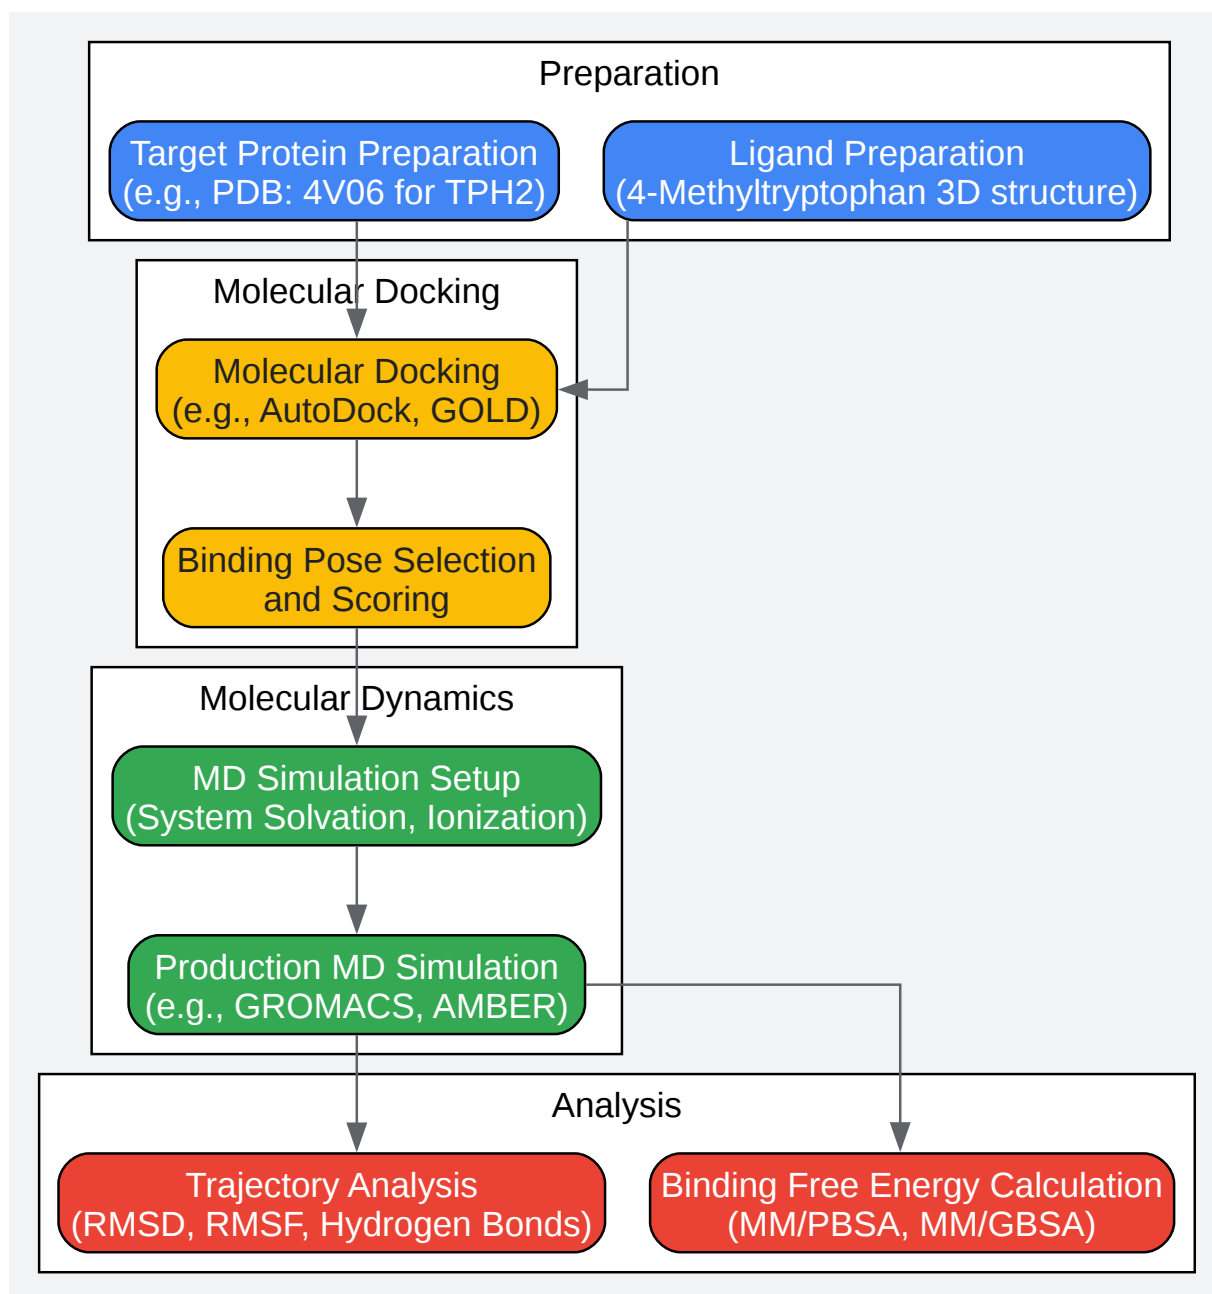 Preparation
Target Protein Preparation
(e.g., PDB: 4V06 for TPH2)
Ligand Preparation
(4-Methyltryptophan 3D structure)
Molecular Docking
Molecular Docking
(e.g., AutoDock, GOLD)
Binding Pose Selection
and Scoring
Molecular Dynamics
MD Simulation Setup
(System Solvation, Ionization)
Production MD Simulation
(e.g., GROMACS, AMBER)
Analysis
Trajectory Analysis
(RMSD, RMSF, Hydrogen Bonds)
Binding Free Energy Calculation
(MM/PBSA, MM/GBSA)